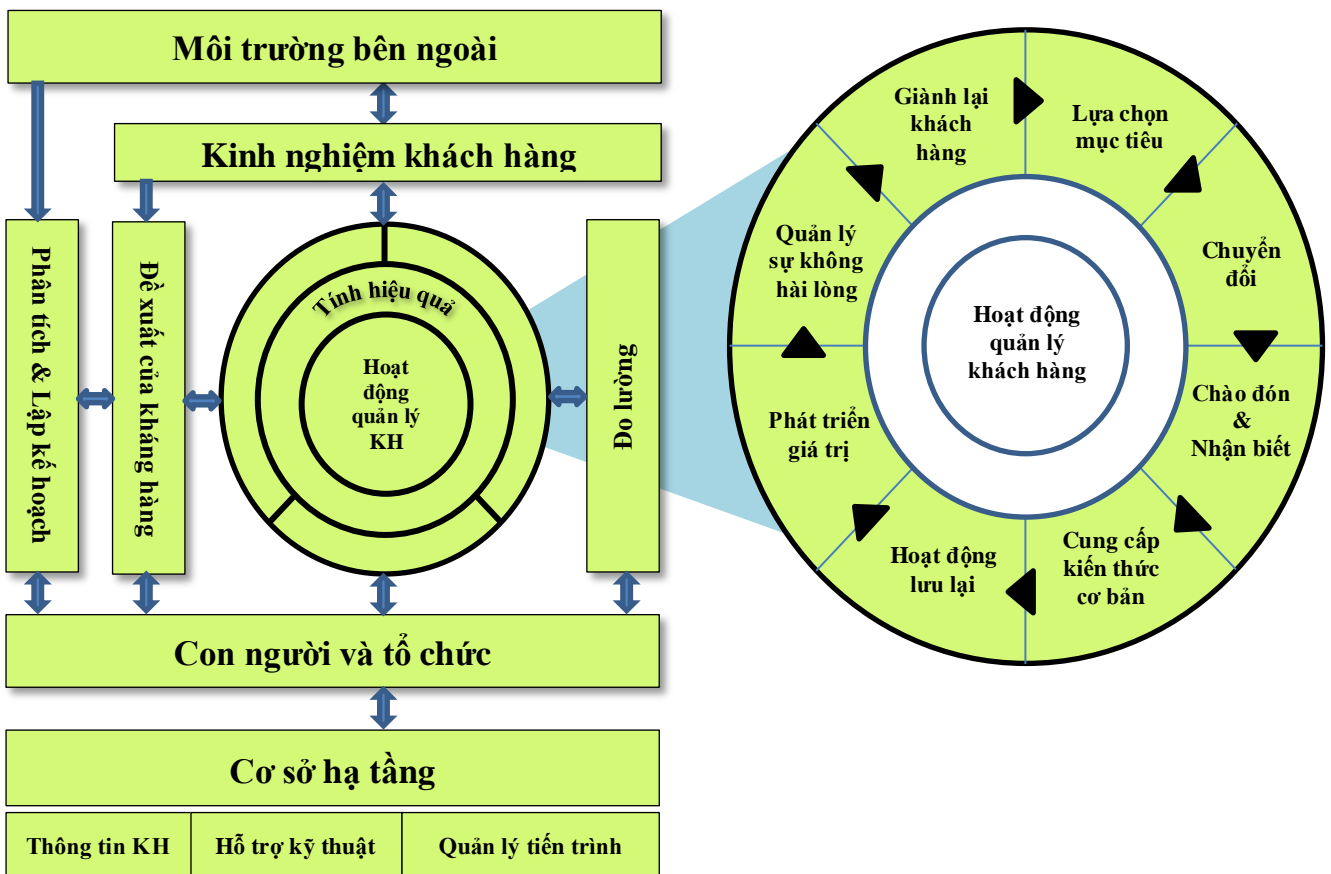 Môi trường bên ngoài
Kinh nghiệm khách hàng
Phân tích & Lập kế hoạch
Đề xuất của kháng hàng
Tính hiệu quả
Hoạt
động
quản lý
KH
Đo lường
Con người và tổ chức
Cơ sở hạ tầng
Thông tin KH
Hỗ trợ kỹ thuật
Quản lý tiến trình
Giành lại
khách
hàng
Lựa chọn
mục tiêu
Chuyển
đổi
Chào đón
&
Nhận biết
Cung cấp
kiến thức
cơ bản
Hoạt động
lưu lại
Phát triển
giá trị
Quản lý
sự không
hài lòng
Hoạt động
quản lý
khách hàng